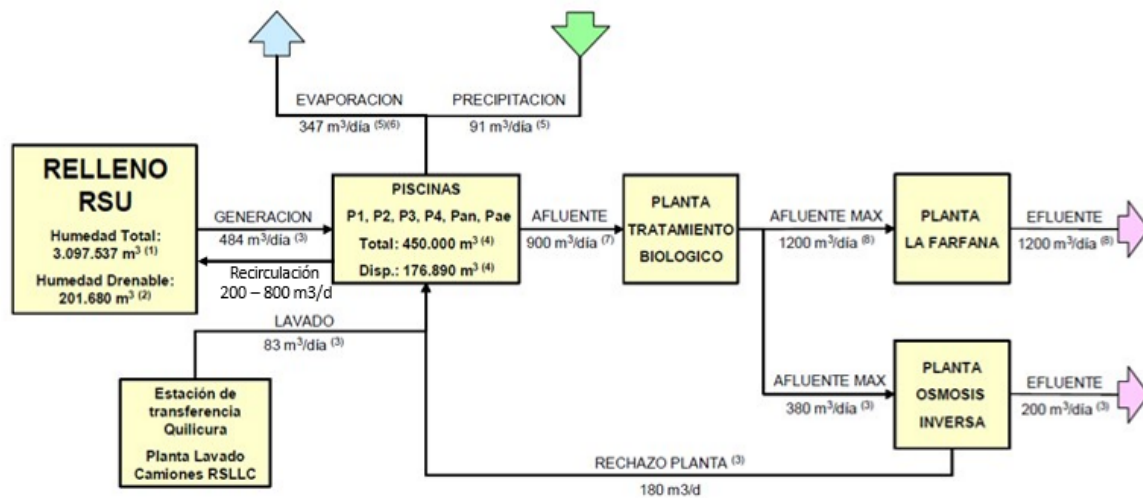 EVAPORACION
347 m³/día (5)(6)
PRECIPITACION
91 m³/día (5)
RELLENO
RSU
Humedad Total:
3.097.537 m³ (1)
Humedad Drenable:
201.680 m³ (2)
GENERACION
484 m³/día (3)
Recirculación
200 – 800 m3/d
PISCINAS
P1, P2, P3, P4, Pan, Pae
Total: 450.000 m³ (4)
Disp.: 176.890 m³ (4)
AFLUENTE
900 m³/día (7)
PLANTA
TRATAMIENTO
BIOLOGICO
AFLUENTE MAX
1200 m³/día (8)
PLANTA
LA FARFANA
EFLUENTE
1200 m³/día (8)
LAVADO
83 m³/día (3)
Estación de
transferencia
Quilicura
Planta Lavado
Camiones RSLLC
AFLUENTE MAX
380 m³/día (3)
PLANTA
OSMOSIS
INVERSA
EFLUENTE
200 m³/día (3)
RECHAZO PLANTA (3)
180 m3/d